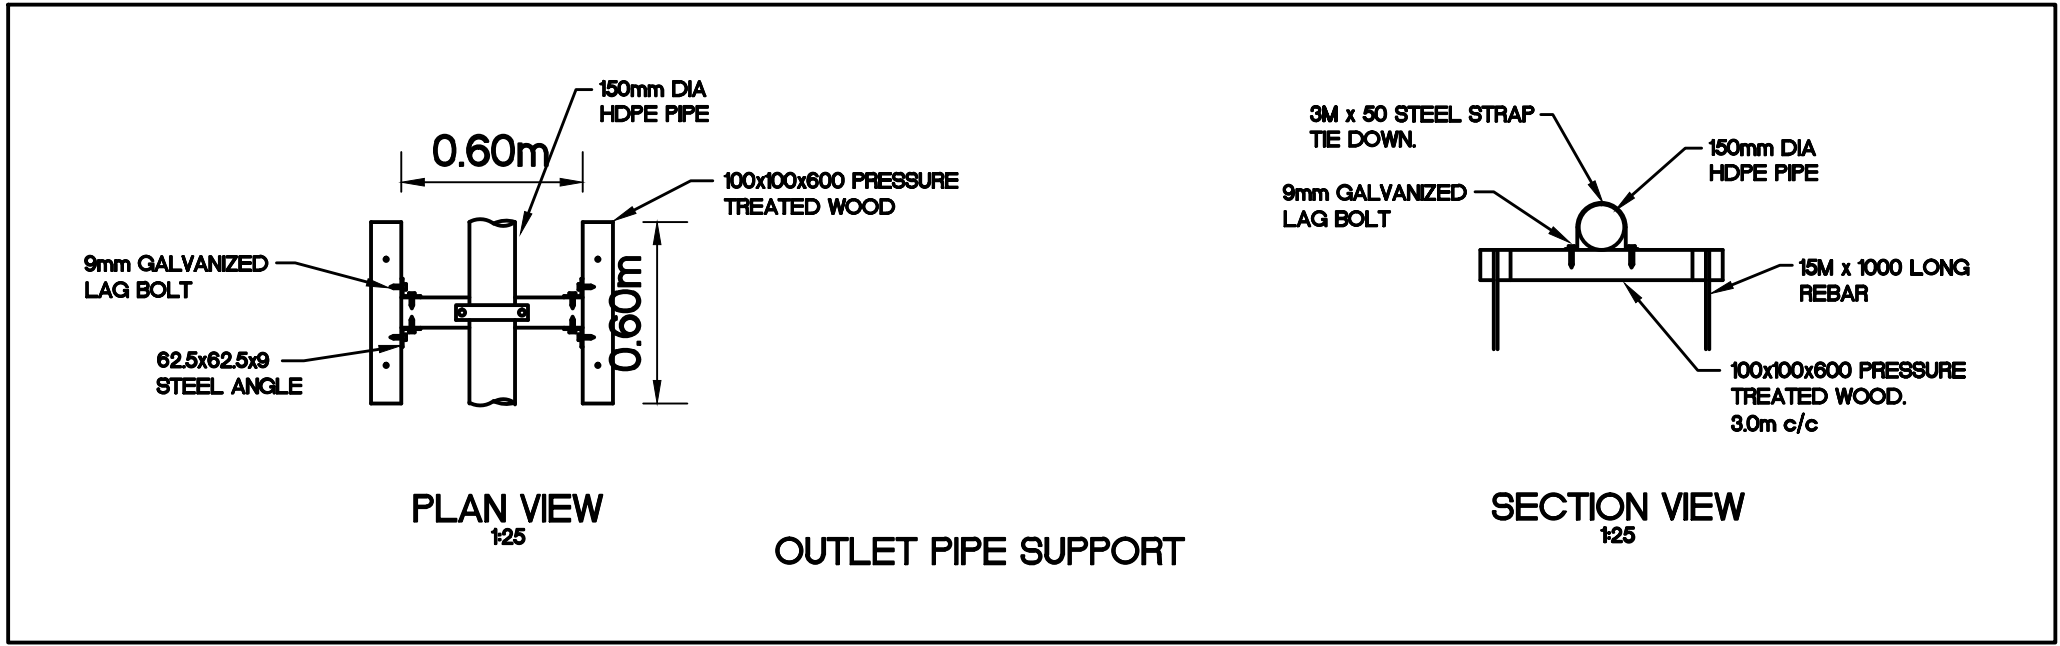 150mm DIA
HDPE PIPE
0.60m
100x100x600 PRESSURE
TREATED WOOD
9mm GALVANIZED
LAG BOLT
0.60m
62.5x62.5x9
STEEL ANGLE
PLAN VIEW
1:25
3M x 50 STEEL STRAP
TIE DOWN.
150mm DIA
HDPE PIPE
9mm GALVANIZED
LAG BOLT
15M x 1000 LONG
REBAR
100x100x600 PRESSURE
TREATED WOOD.
3.0m c/c
SECTION VIEW
1:25
OUTLET PIPE SUPPORT